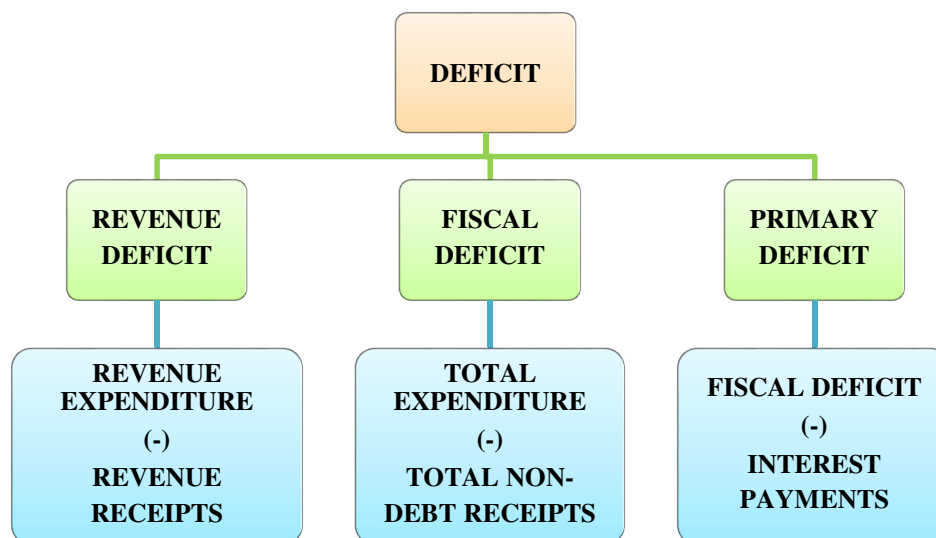 DEFICIT
REVENUE
DEFICIT
FISCAL
DEFICIT
PRIMARY
DEFICIT
REVENUE
EXPENDITURE
(-)
REVENUE
RECEIPTS
TOTAL
EXPENDITURE
(-)
TOTAL NON-
DEBT RECEIPTS
FISCAL DEFICIT
(-)
INTEREST
PAYMENTS